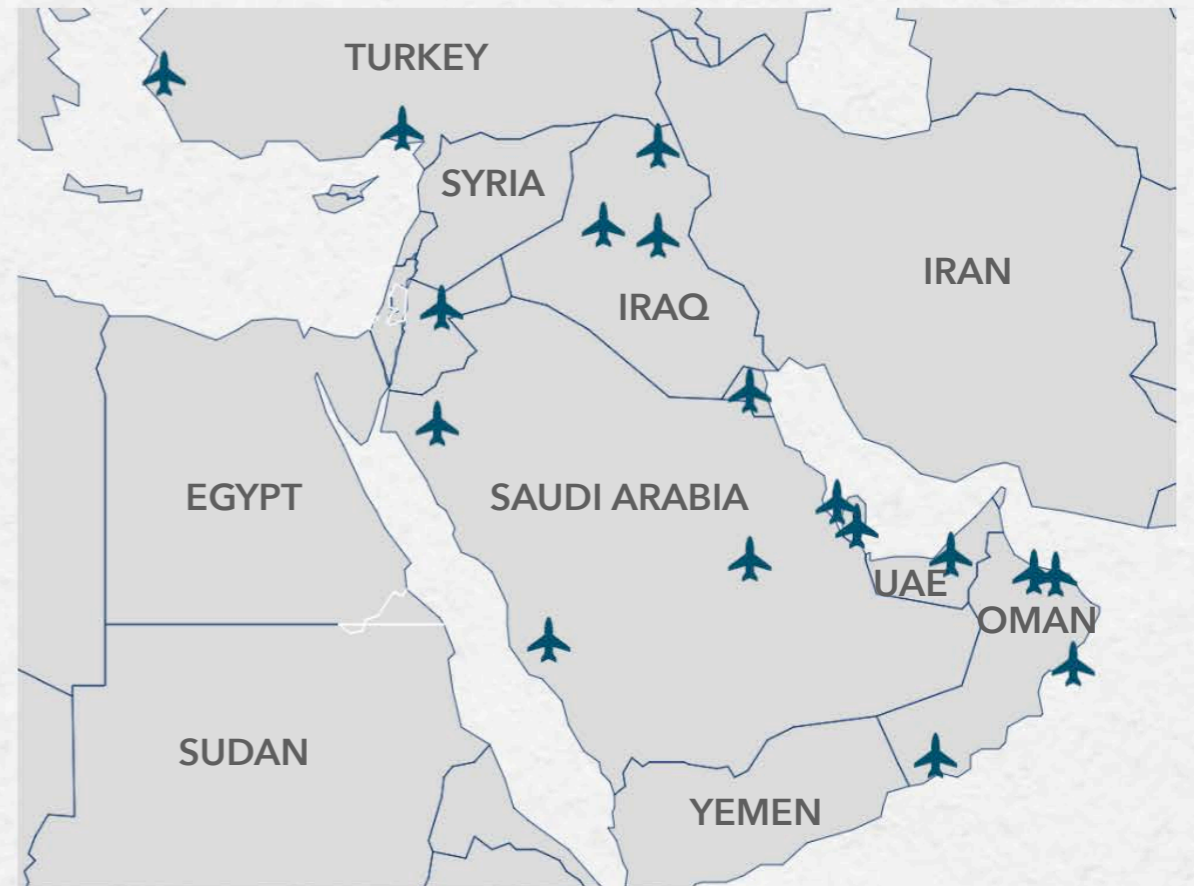 TURKEY
SYRIA
IRAN
IRAQ
EGYPT
SAUDI ARABIA
UAE
OMAN
SUDAN
YEMEN